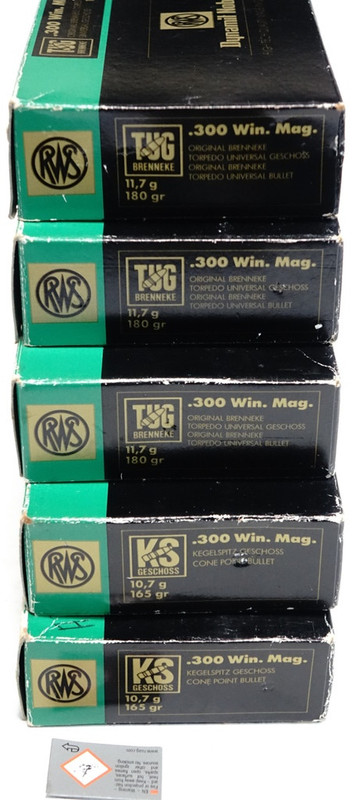 .300 Win. M
Dynamit Nobel
RWS
TUG
BRENNEKE
11,7 g
180 gr
.300 Win. Mag.
ORIGINAL BRENNEKE
TORPEDO UNIVERSAL GESCHOSS
ORIGINAL BRENNEKE
TORPEDO UNIVERSAL BULLET
RWS
TUG
BRENNEKE
11,7 g
180 gr
.300 Win. Mag.
ORIGINAL BRENNEKE
TORPEDO UNIVERSAL GESCHOSS
ORIGINAL BRENNEKE
TORPEDO UNIVERSAL BULLET
RWS
TUG
BRENNEKE
11,7 g
180 gr
.300 Win. Mag.
ORIGINAL BRENNEKE
TORPEDO UNIVERSAL GESCHOSS
ORIGINAL BRENNEKE
TORPEDO UNIVERSAL BULLET
RWS
KS
GESCHOSS
10,7 g
165 gr
.300 Win. Mag.
KEGELSPITZ GESCHOSS
CONE POINT BULLET
RWS
KS
GESCHOSS
10,7 g
165 gr
.300 Win. Mag.
KEGELSPITZ GESCHOSS
CONE POINT BULLET